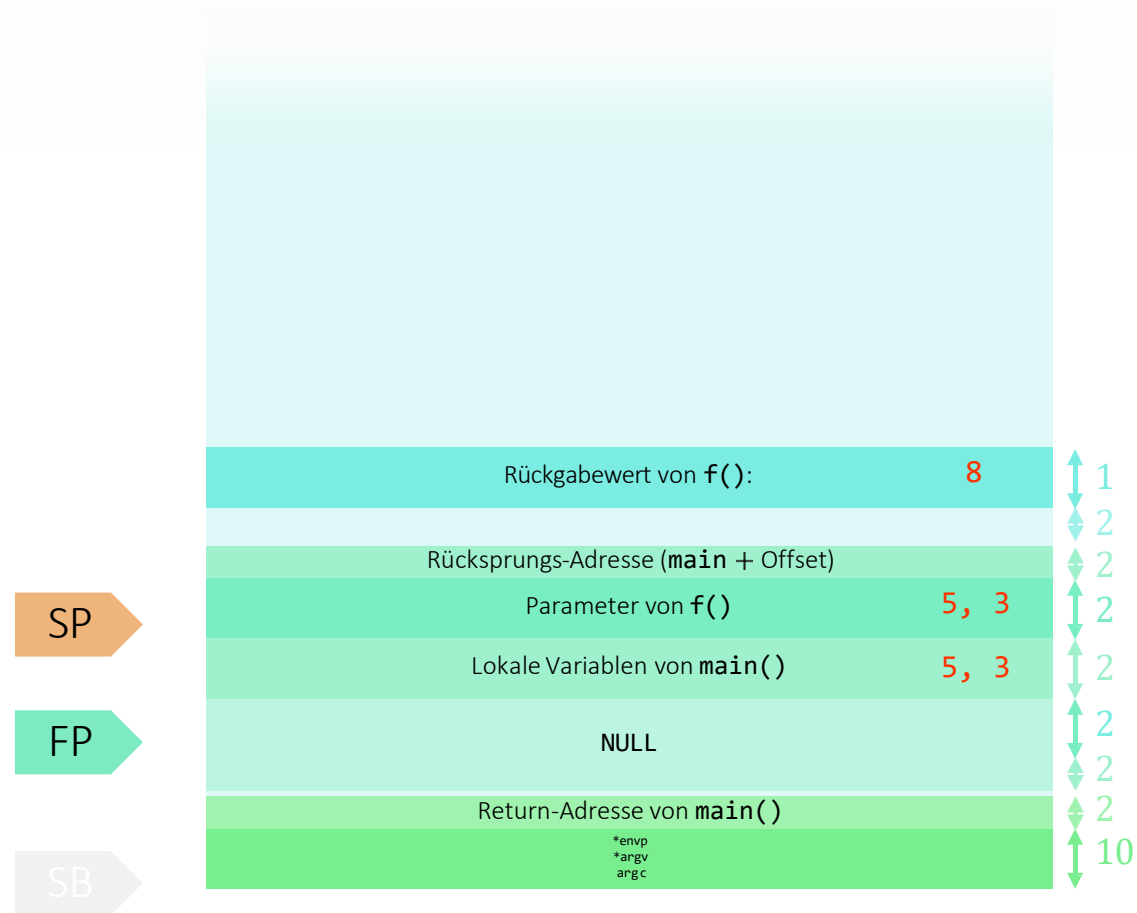 Rückgabewert von f(): 8 1
2
Rücksprungs-Adresse (main + Offset) 2
SP Parameter von f() 5, 3 2
Lokale Variablen von main() 5, 3 2
FP NULL 2
2
Return-Adresse von main() 2
*envp
*argv
argc
10
SB